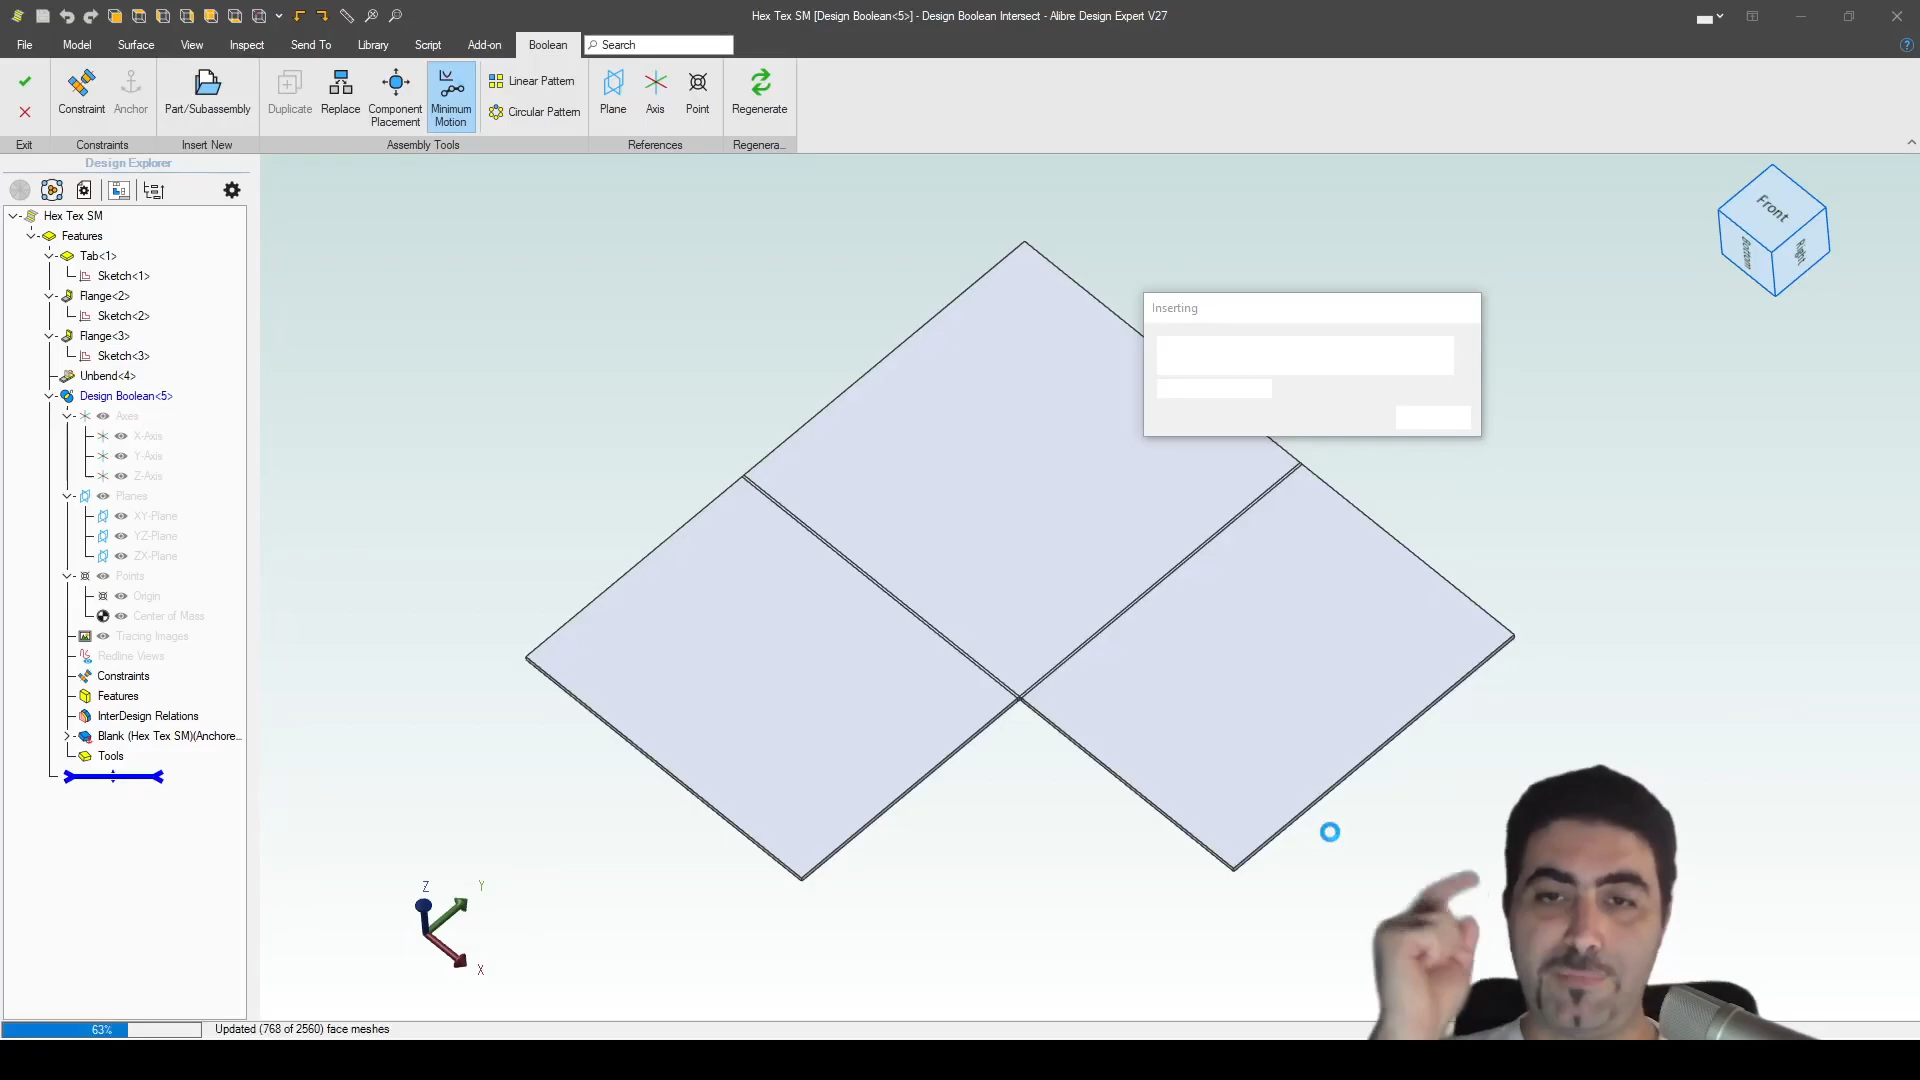 Hex Tex SM [Design Boolean<5>] - Design Boolean Intersect - Alibre Design Expert V27
File Model Surface View Inspect Send To Library Script Add-on Boolean Search
Constraint Anchor Part/Subassembly Duplicate Replace Component Placement Minimum Motion Linear Pattern Circular Pattern Plane Axis Point Regenerate
Exit Constraints Insert New Assembly Tools References Regenera...
Design Explorer
Hex Tex SM
Features
Tab<1>
Sketch<1>
Flange<2>
Sketch<2>
Flange<3>
Sketch<3>
Unbend<4>
Design Boolean<5>
Axes
X-Axis
Y-Axis
Z-Axis
Planes
XY-Plane
YZ-Plane
ZX-Plane
Points
Origin
Center of Mass
Tracing Images
Redline Views
Constraints
Features
InterDesign Relations
Blank (Hex Tex SM)(Anchore...
Tools
Inserting
Front
Bottom
Right
Z
Y
X
63% Updated (768 of 2560) face meshes